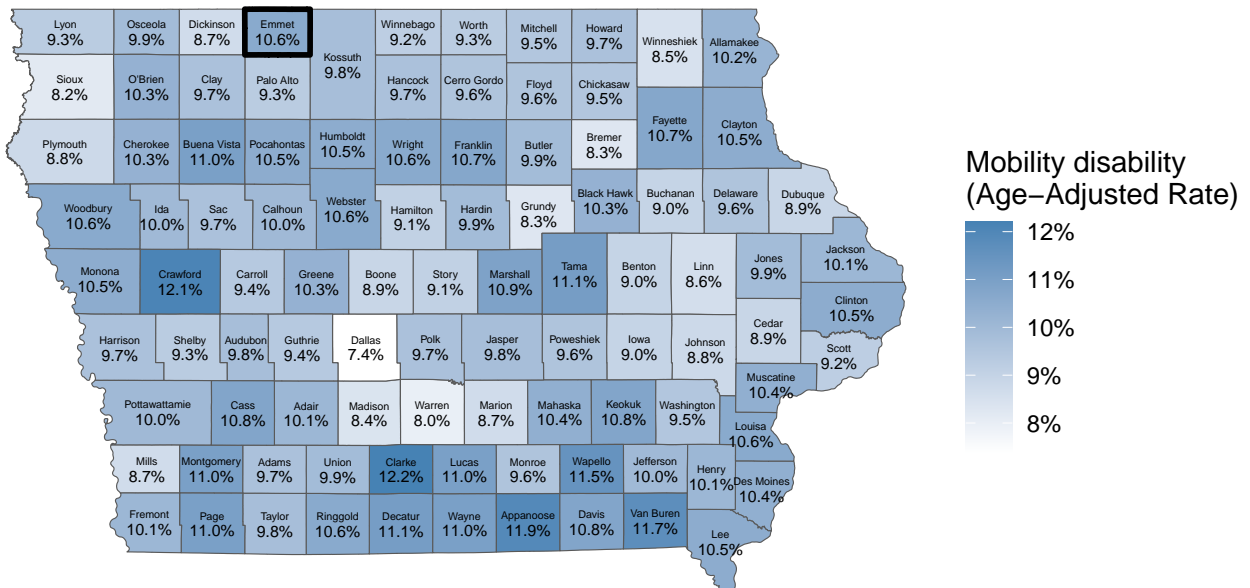 Lyon
9.3%
Osceola
9.9%
Dickinson
8.7%
Emmet
10.6%
Kossuth
9.8%
Winnebago
9.2%
Worth
9.3%
Mitchell
9.5%
Howard
9.7%
Winneshiek
8.5%
Allamakee
10.2%
Sioux
8.2%
O'Brien
10.3%
Clay
9.7%
Palo Alto
9.3%
Hancock
9.7%
Cerro Gordo
9.6%
Floyd
9.6%
Chickasaw
9.5%
Fayette
10.7%
Clayton
10.5%
Plymouth
8.8%
Cherokee
10.3%
Buena Vista
11.0%
Pocahontas
10.5%
Humboldt
10.5%
Wright
10.6%
Franklin
10.7%
Butler
9.9%
Bremer
8.3%
Woodbury
10.6%
Ida
10.0%
Sac
9.7%
Calhoun
10.0%
Webster
10.6%
Hamilton
9.1%
Hardin
9.9%
Grundy
8.3%
Black Hawk
10.3%
Buchanan
9.0%
Delaware
9.6%
Dubuque
8.9%
Monona
10.5%
Crawford
12.1%
Carroll
9.4%
Greene
10.3%
Boone
8.9%
Story
9.1%
Marshall
10.9%
Tama
11.1%
Benton
9.0%
Linn
8.6%
Jones
9.9%
Jackson
10.1%
Clinton
10.5%
Harrison
9.7%
Shelby
9.3%
Audubon
9.8%
Guthrie
9.4%
Dallas
7.4%
Polk
9.7%
Jasper
9.8%
Poweshiek
9.6%
Iowa
9.0%
Johnson
8.8%
Cedar
8.9%
Scott
9.2%
Muscatine
10.4%
Pottawattamie
10.0%
Cass
10.8%
Adair
10.1%
Madison
8.4%
Warren
8.0%
Marion
8.7%
Mahaska
10.4%
Keokuk
10.8%
Washington
9.5%
Louisa
10.6%
Mills
8.7%
Montgomery
11.0%
Adams
9.7%
Union
9.9%
Clarke
12.2%
Lucas
11.0%
Monroe
9.6%
Wapello
11.5%
Jefferson
10.0%
Henry
10.1%
Des Moines
10.4%
Fremont
10.1%
Page
11.0%
Taylor
9.8%
Ringgold
10.6%
Decatur
11.1%
Wayne
11.0%
Appanoose
11.9%
Davis
10.8%
Van Buren
11.7%
Lee
10.5%
Mobility disability
(Age−Adjusted Rate)
12%
11%
10%
9%
8%